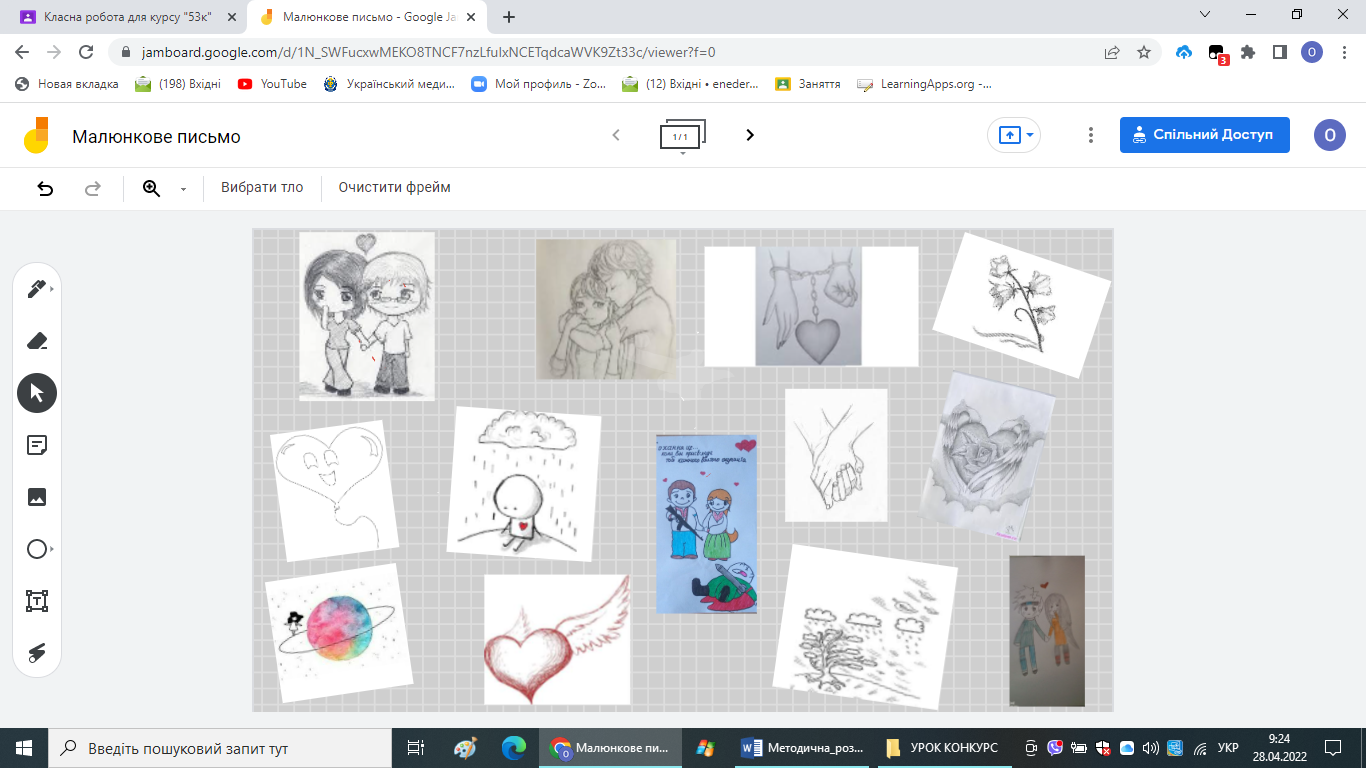 Класна робота для курсу "53к"
Малюнкове письмо - Google Ja
jamboard.google.com/d/1N_SWFucxwMEKO8TNCF7nzLfulxNCETqdcaWVK9Zt33c/viewer?f=0
3
О
Новая вкладка
(198) Вхідні
YouTube
Український меди...
Мой профиль - Zo...
(12) Вхідні • eneder...
Заняття
LearningApps.org -...
Малюнкове письмо
1 / 1
Спільний Доступ
О
Вибрати тло
Очистити фрейм
Введіть пошуковий запит тут
Малюнкове пи...
Методична_роз...
УРОК КОНКУРС
УКР
9:24
28.04.2022